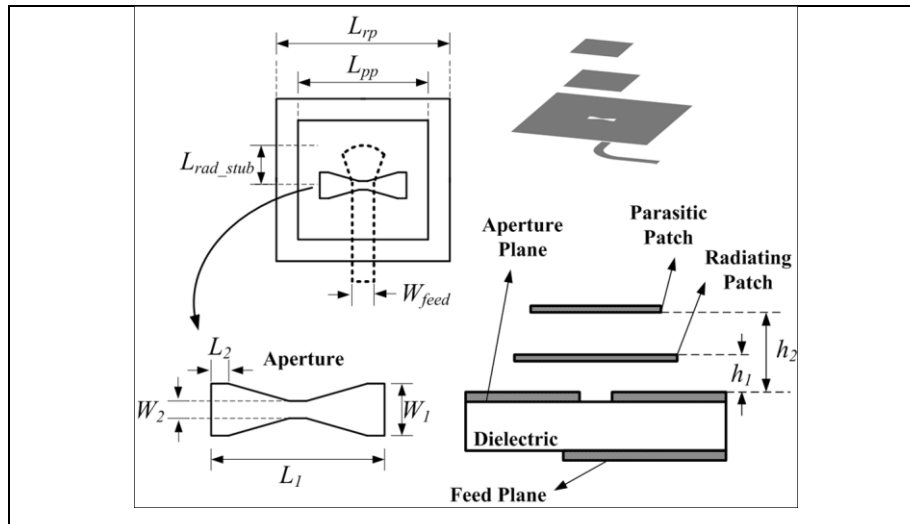 L_rp
L_pp
L_rad_stub
W_feed
Aperture
Plane
Parasitic
Patch
Radiating
Patch
h_2
h_1
L_2
Aperture
W_2
W_1
L_1
Dielectric
Feed Plane